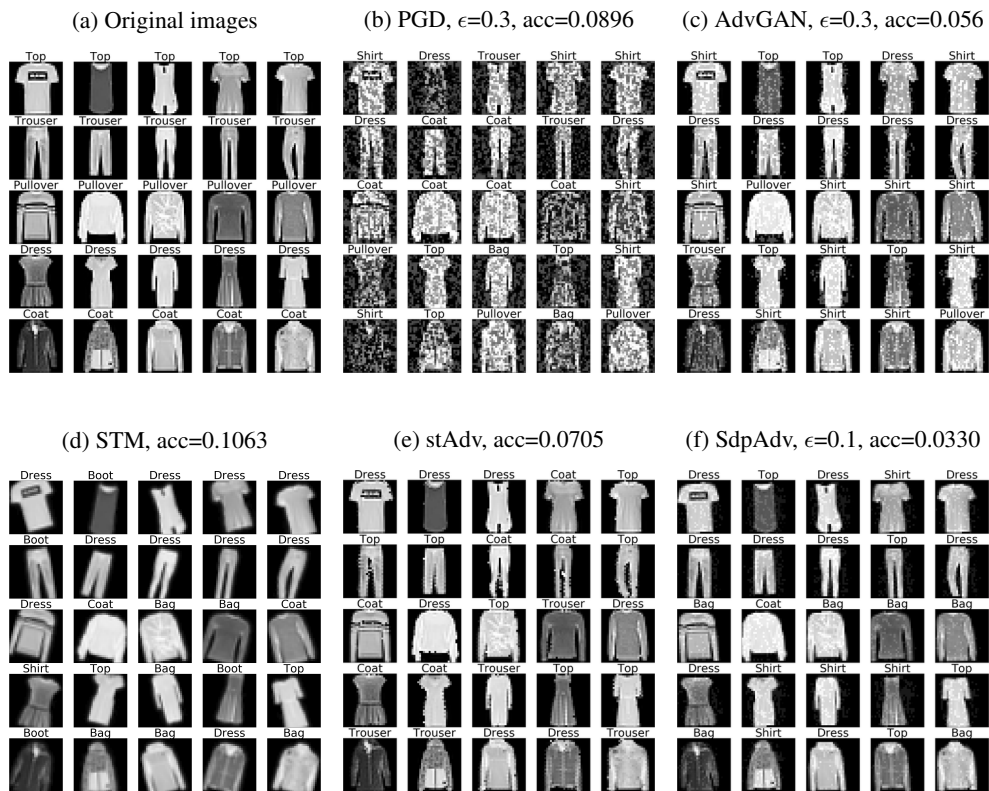 (a) Original images
Top Top Top Top Top
Trouser Trouser Trouser Trouser Trouser
Pullover Pullover Pullover Pullover Pullover
Dress Dress Dress Dress Dress
Coat Coat Coat Coat Coat
(b) PGD, ϵ=0.3, acc=0.0896
Shirt Dress Trouser Shirt Shirt
Dress Coat Coat Trouser Dress
Coat Coat Coat Coat Shirt
Pullover Top Bag Top Shirt
Shirt Top Pullover Bag Pullover
(c) AdvGAN, ϵ=0.3, acc=0.056
Shirt Top Top Dress Shirt
Dress Dress Dress Dress Dress
Shirt Pullover Shirt Shirt Shirt
Trouser Top Shirt Top Shirt
Dress Shirt Shirt Shirt Pullover
(d) STM, acc=0.1063
Dress Boot Dress Dress Dress
Boot Dress Dress Dress Dress
Dress Coat Bag Bag Coat
Shirt Top Bag Boot Top
Bag Bag Bag Dress Bag
(e) stAdv, acc=0.0705
Dress Dress Dress Coat Top
Top Top Coat Coat Top
Coat Dress Top Trouser Dress
Coat Coat Trouser Top Top
Trouser Trouser Dress Dress Trouser
(f) SdpAdv, ϵ=0.1, acc=0.0330
Dress Top Dress Shirt Dress
Dress Dress Dress Dress Dress
Bag Coat Bag Bag Bag
Dress Shirt Shirt Shirt Top
Bag Shirt Dress Top Bag